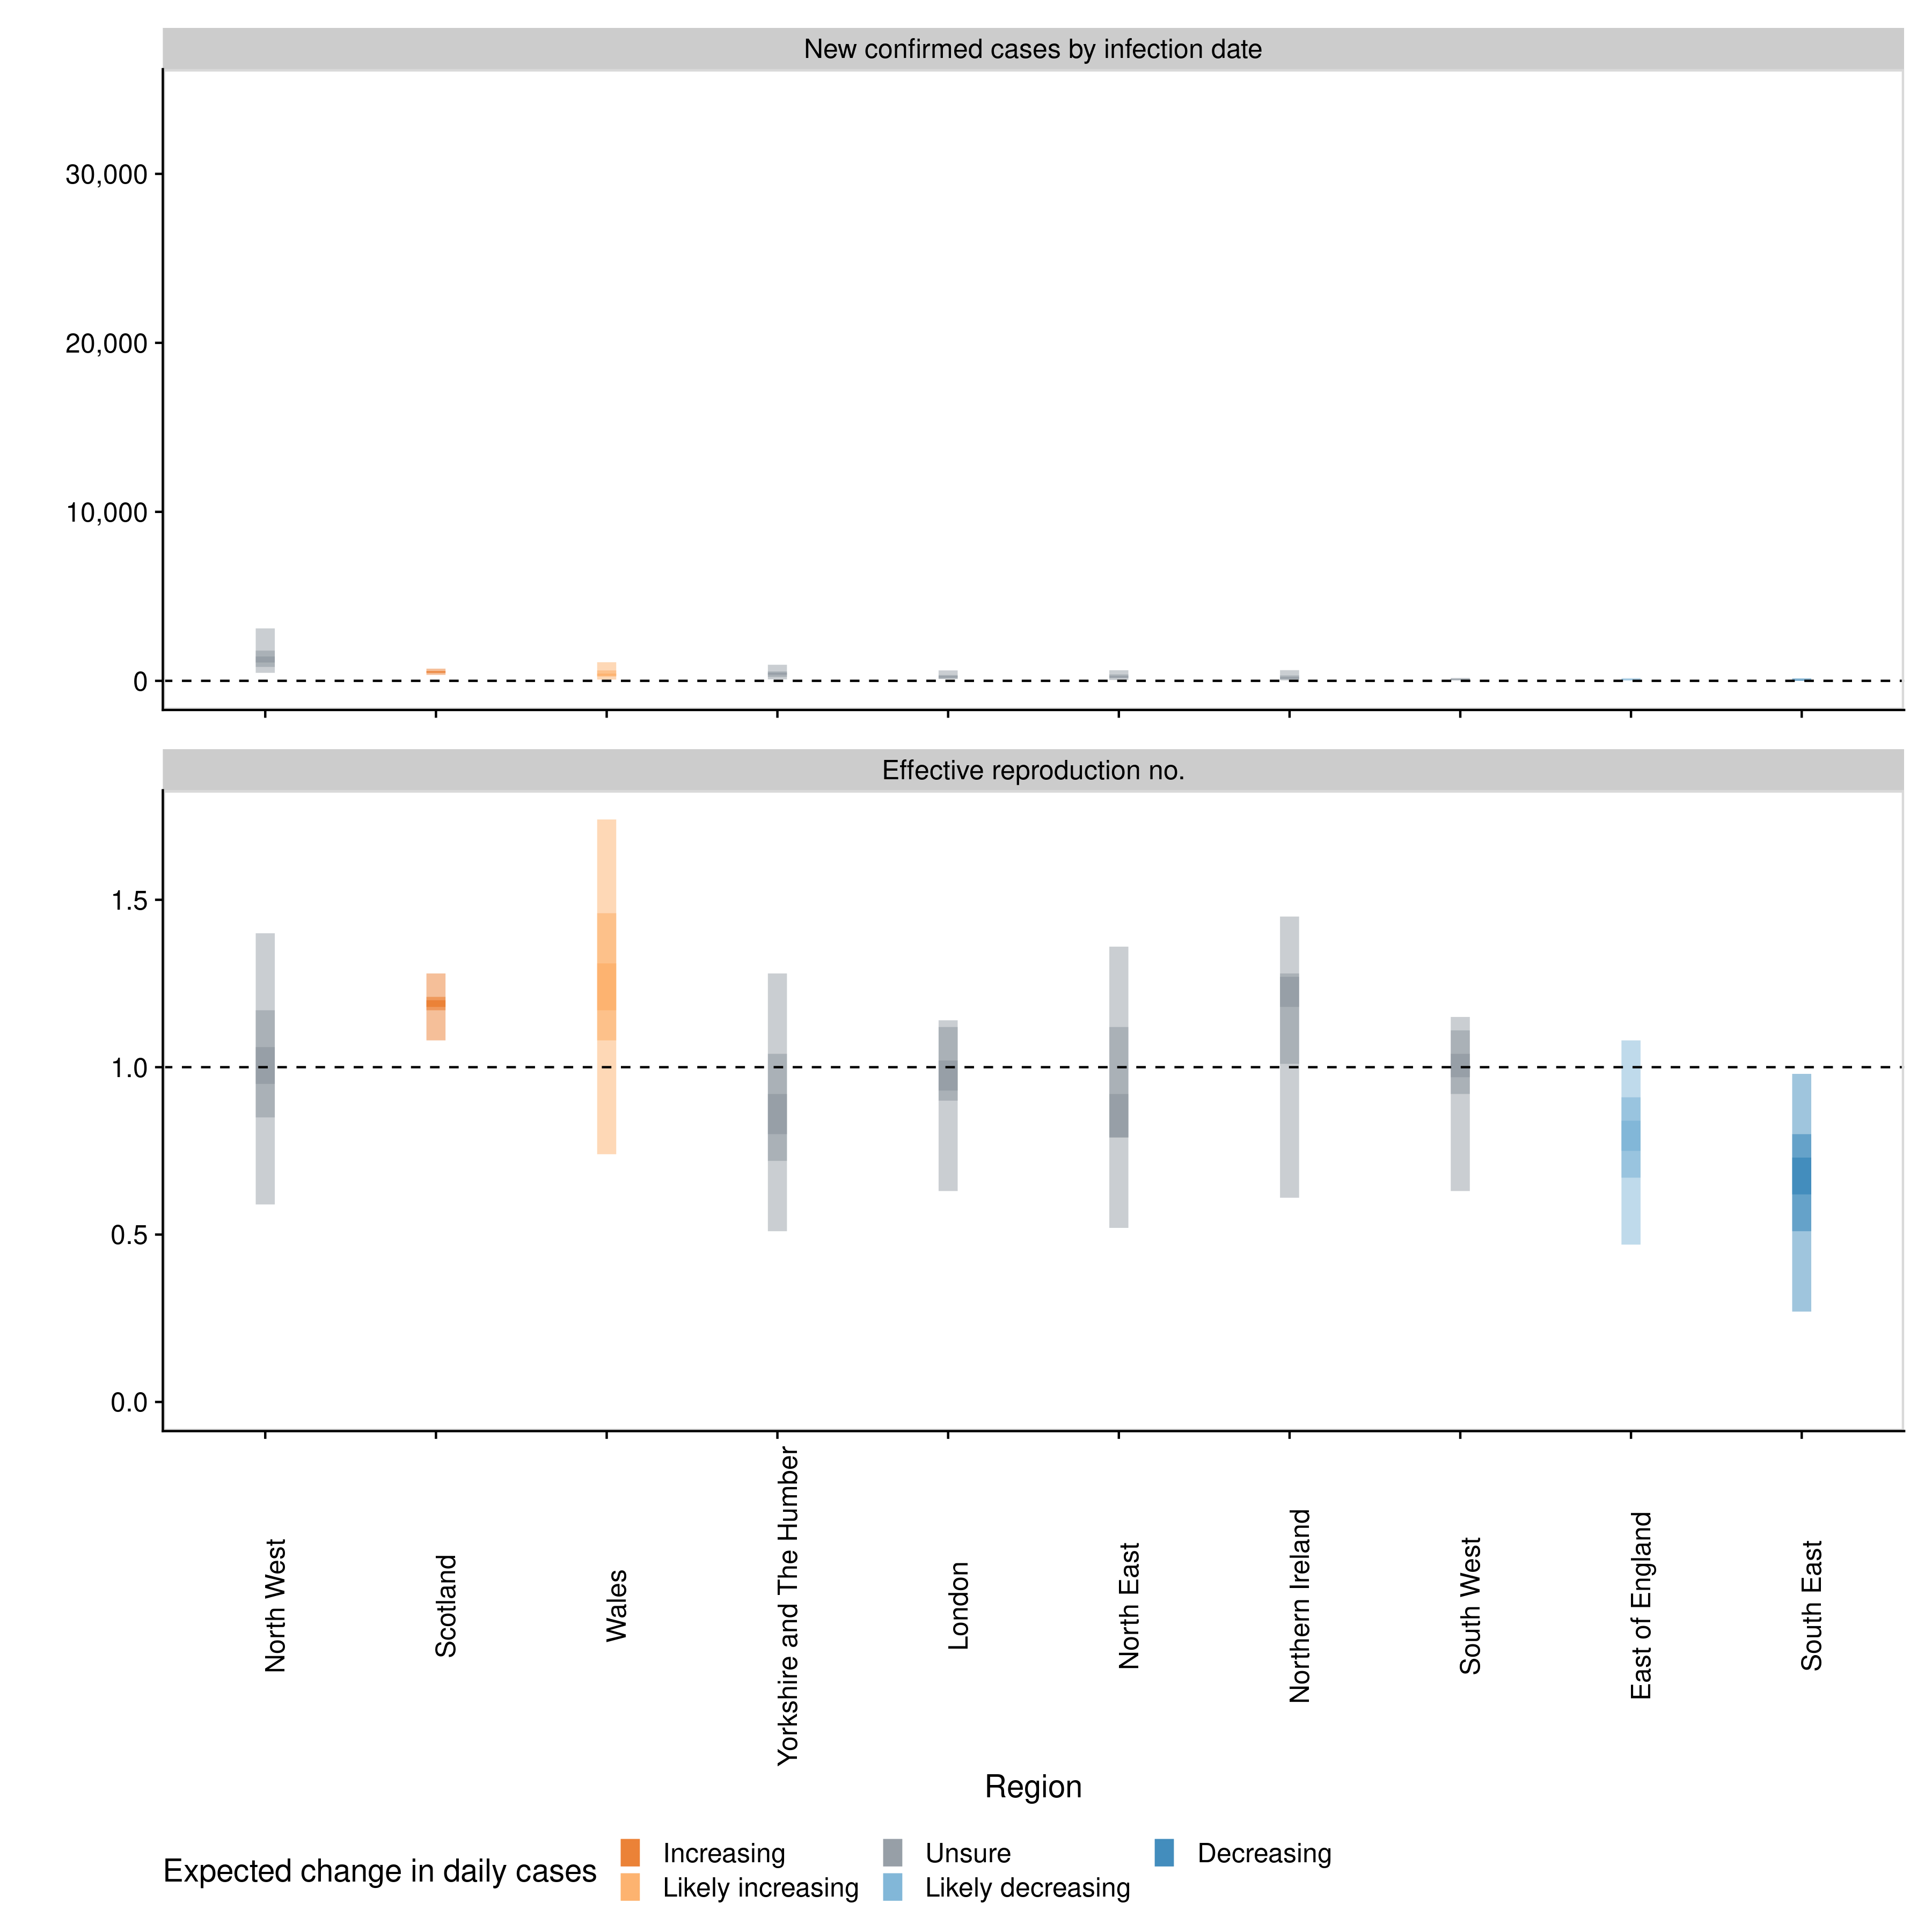 New confirmed cases by infection date
30,000
20,000
10,000
0
Effective reproduction no.
1.5
1.0
0.5
0.0
North West
Scotland
Wales
Yorkshire and The Humber
London
North East
Northern Ireland
South West
East of England
South East
Region
Expected change in daily cases
Increasing
Unsure
Decreasing
Likely increasing
Likely decreasing